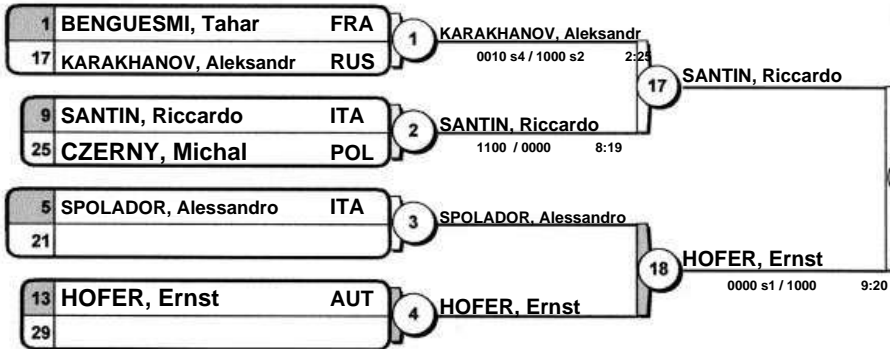 1 BENGUESMI, Tahar FRA
17 KARAKHANOV, Aleksandr RUS
1
KARAKHANOV, Aleksandr
0010 s4 / 1000 s2 2:25
9 SANTIN, Riccardo ITA
25 CZERNY, Michal POL
2
SANTIN, Riccardo
1100 / 0000 8:19
17
SANTIN, Riccardo
5 SPOLADOR, Alessandro ITA
21
3
SPOLADOR, Alessandro
13 HOFER, Ernst AUT
29
4
HOFER, Ernst
18
HOFER, Ernst
0000 s1 / 1000 9:20